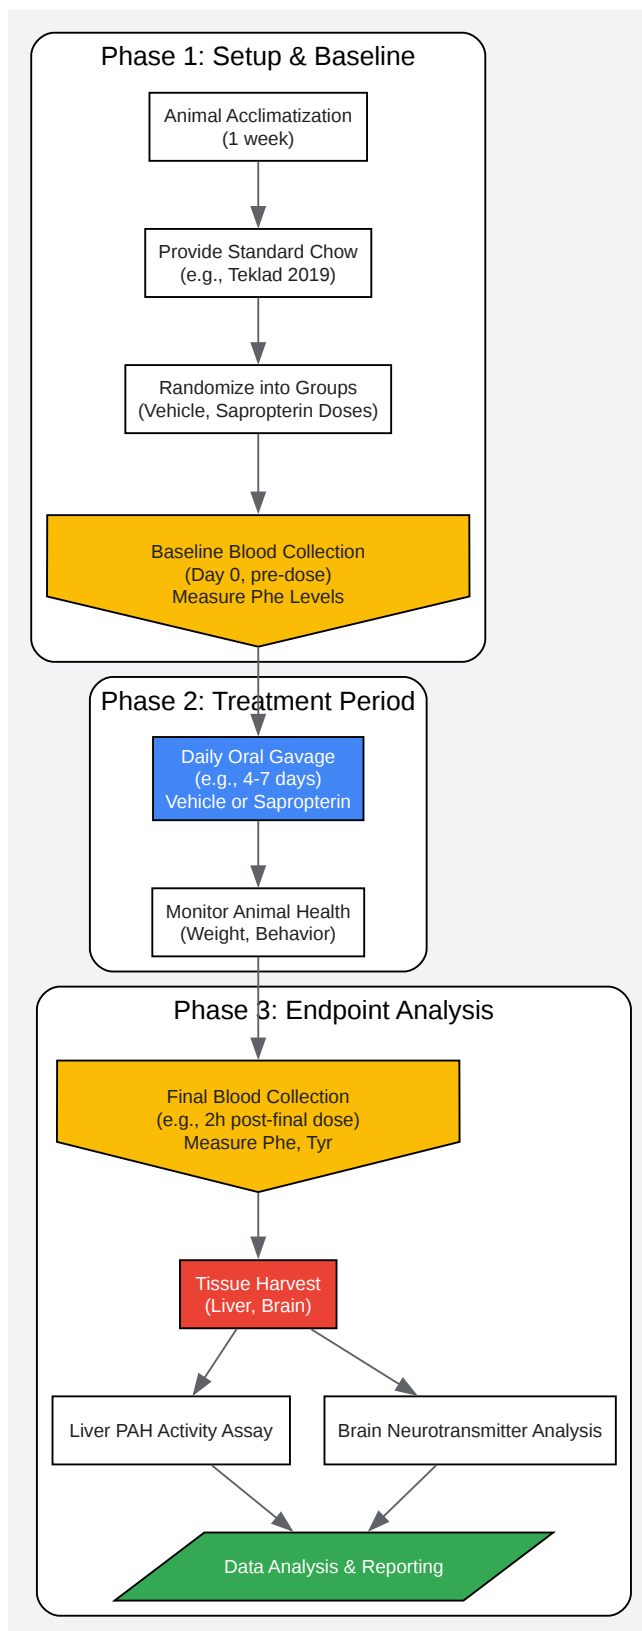 Phase 1: Setup & Baseline
Animal Acclimatization
(1 week)
Provide Standard Chow
(e.g., Teklad 2019)
Randomize into Groups
(Vehicle, Sapropterin Doses)
Baseline Blood Collection
(Day 0, pre-dose)
Measure Phe Levels
Phase 2: Treatment Period
Daily Oral Gavage
(e.g., 4-7 days)
Vehicle or Sapropterin
Monitor Animal Health
(Weight, Behavior)
Phase 3: Endpoint Analysis
Final Blood Collection
(e.g., 2h post-final dose)
Measure Phe, Tyr
Tissue Harvest
(Liver, Brain)
Liver PAH Activity Assay
Brain Neurotransmitter Analysis
Data Analysis & Reporting